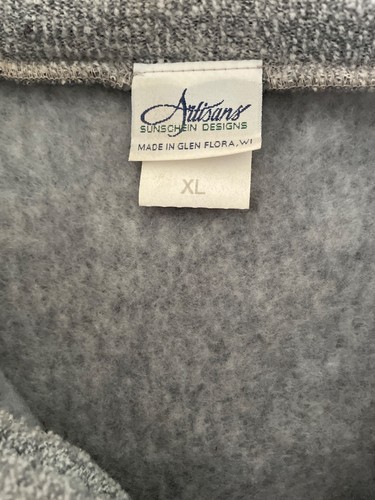 Artisans
SUNSCHEIN DESIGNS
MADE IN GLEN FLORA, WI
XL